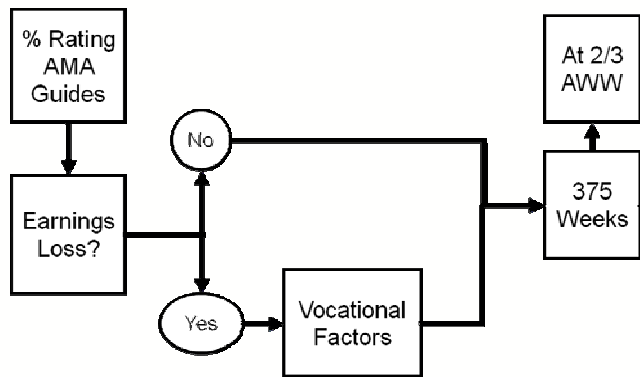 % Rating
AMA
Guides
Earnings
Loss?
No
Yes
Vocational
Factors
375
Weeks
At 2/3
AWW